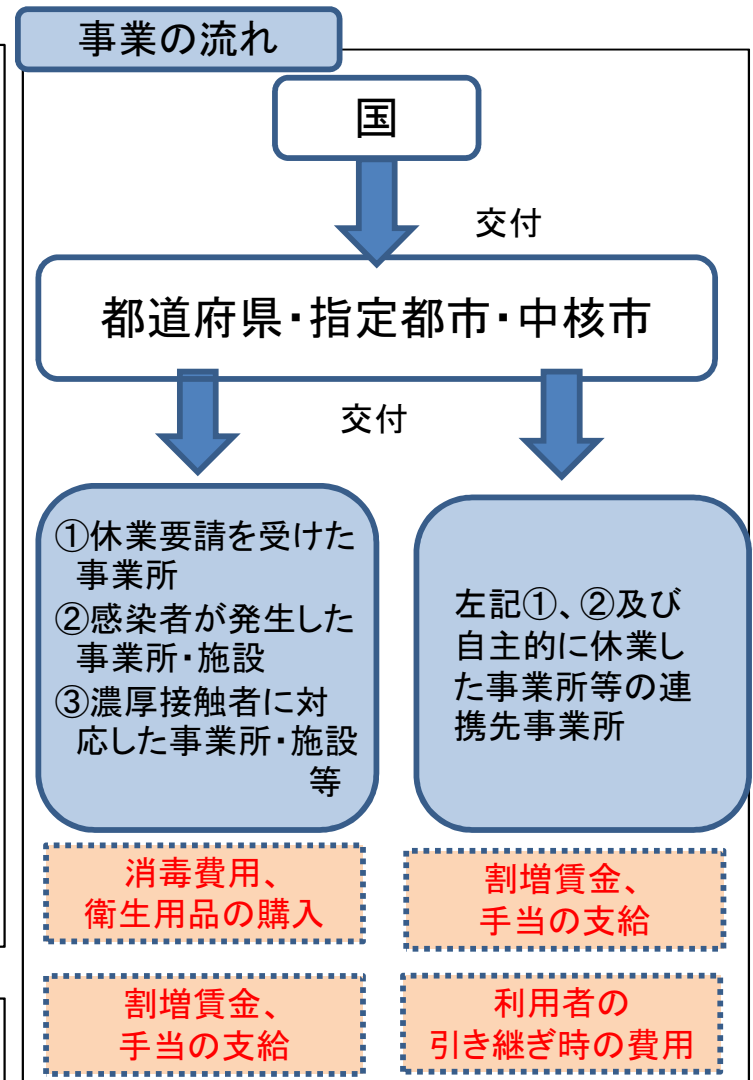 事業の流れ
国
交付
都道府県・指定都市・中核市
交付
①休業要請を受けた
事業所
②感染者が発生した
事業所・施設
③濃厚接触者に対
応した事業所・施設
等
左記①、②及び
自主的に休業し
た事業所等の連
携先事業所
消毒費用、
衛生用品の購入
割増賃金、
手当の支給
割増賃金、
手当の支給
利用者の
引き継ぎ時の費用